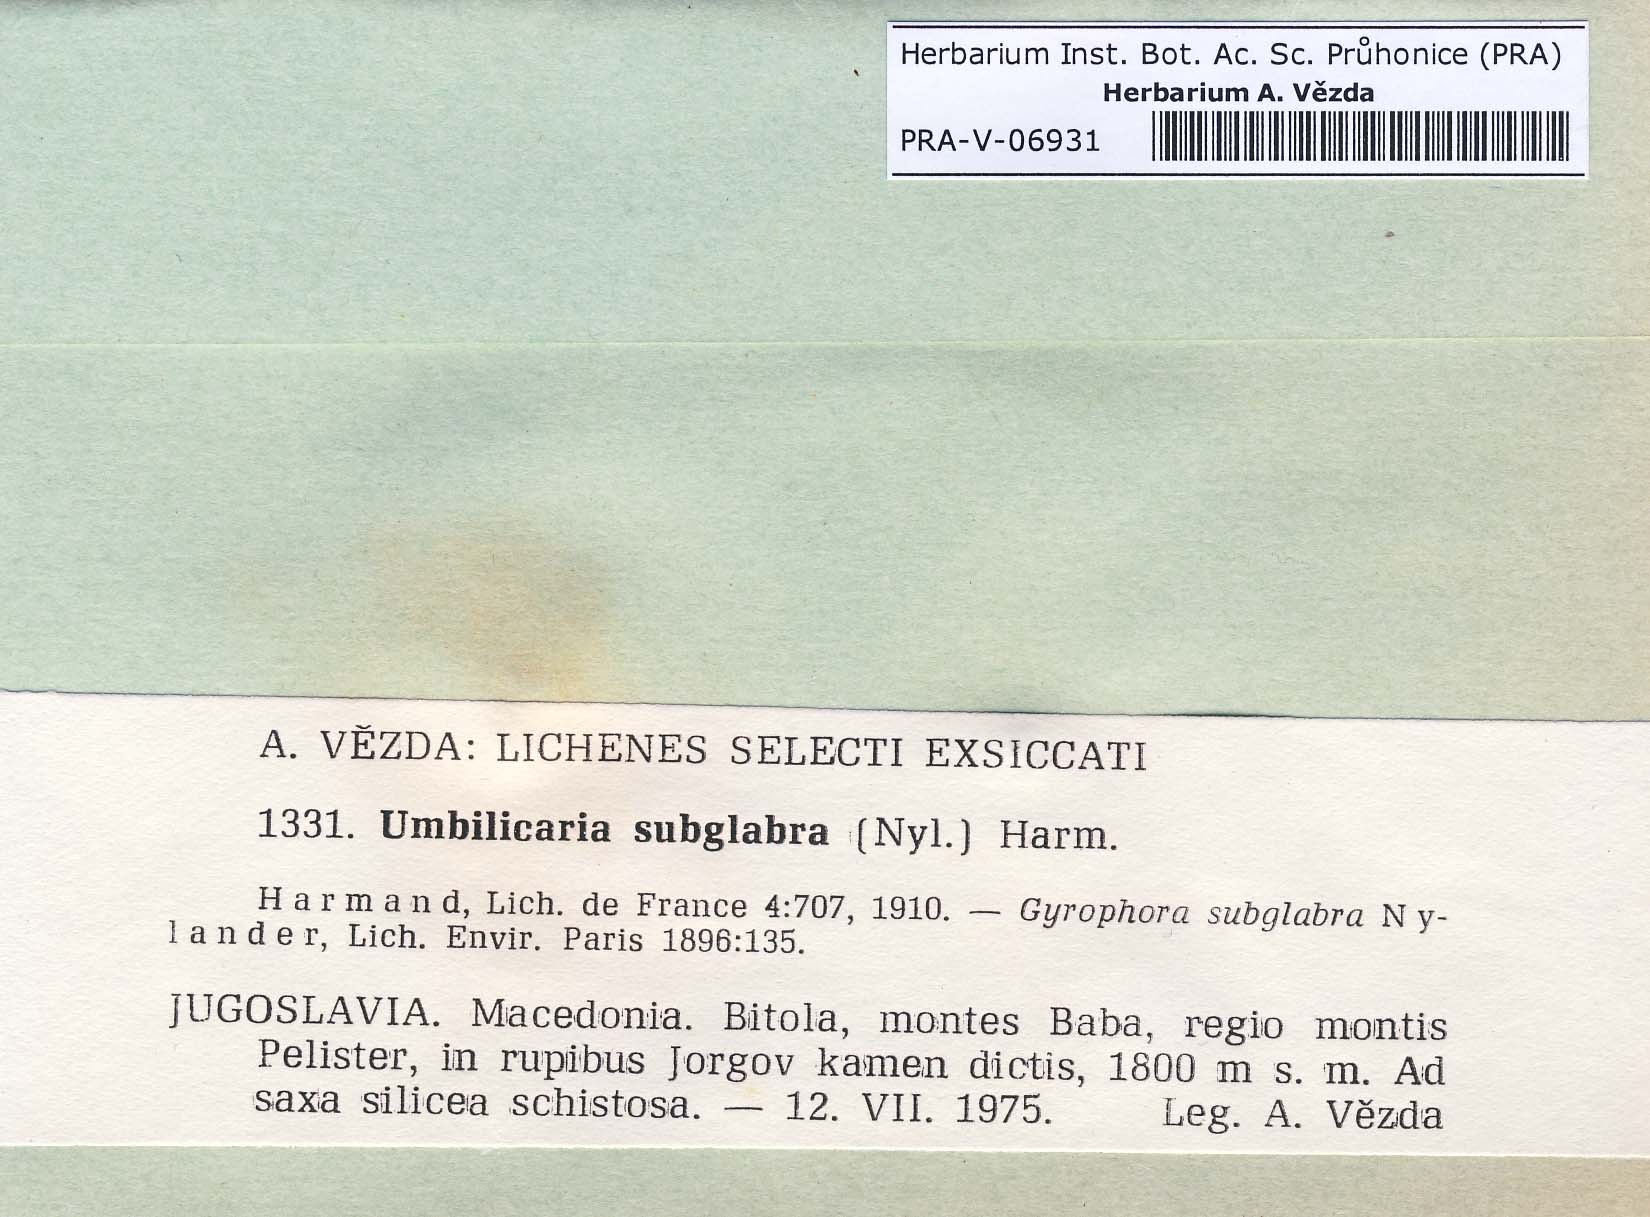 Herbarium Inst. Bot. Ac. Sc. Průhonice (PRA)
Herbarium A. Vězda
PRA-V-06931
A. VĚZDA: LICHENES SELECTI EXSICCATI
1331. Umbilicaria subglabra (Nyl.) Harm.
Harmand, Lich. de France 4:707, 1910. — Gyrophora subglabra Ny-
lander, Lich. Envir. Paris 1896:135.
JUGOSLAVIA. Macedonia. Bitola, montes Baba, regio montis
Pelister, in rupibus Jorgov kamen dictis, 1800 m s. m. Ad
saxa silicea schistosa. — 12. VII. 1975. Leg. A. Vězda